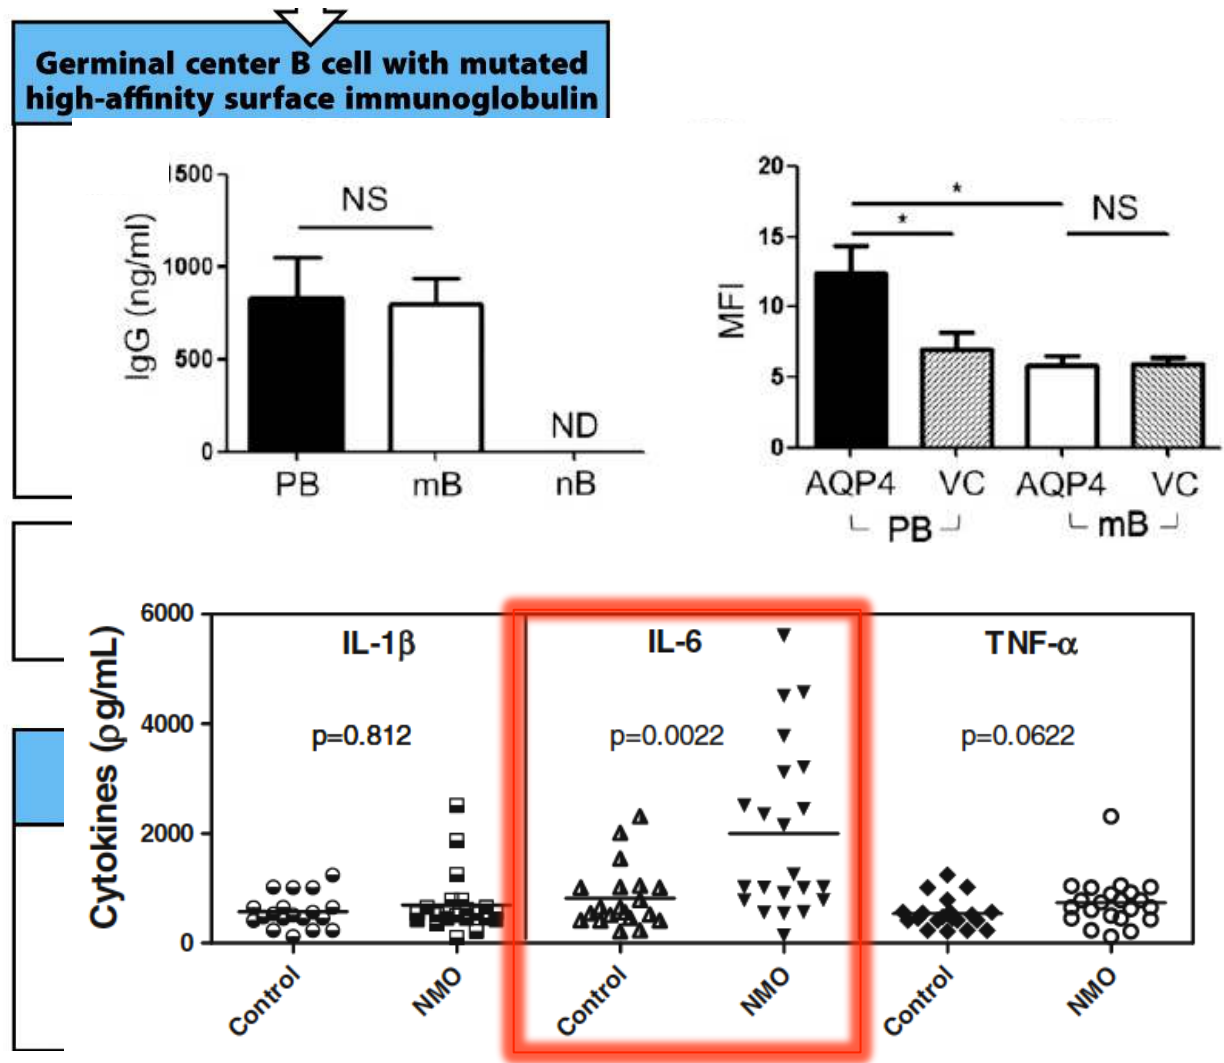 Germinal center B cell with mutated
high-affinity surface immunoglobulin
IgG (ng/ml)
1500
1000
500
0
NS
ND
PB mB nB
MFI
20
15
10
5
0
*
*
NS
AQP4 VC AQP4 VC
PB mB
Cytokines (ρg/mL)
6000
4000
2000
0
IL-1β IL-6 TNF-α
p=0.812 p=0.0022 p=0.0622
Control NMO Control NMO Control NMO